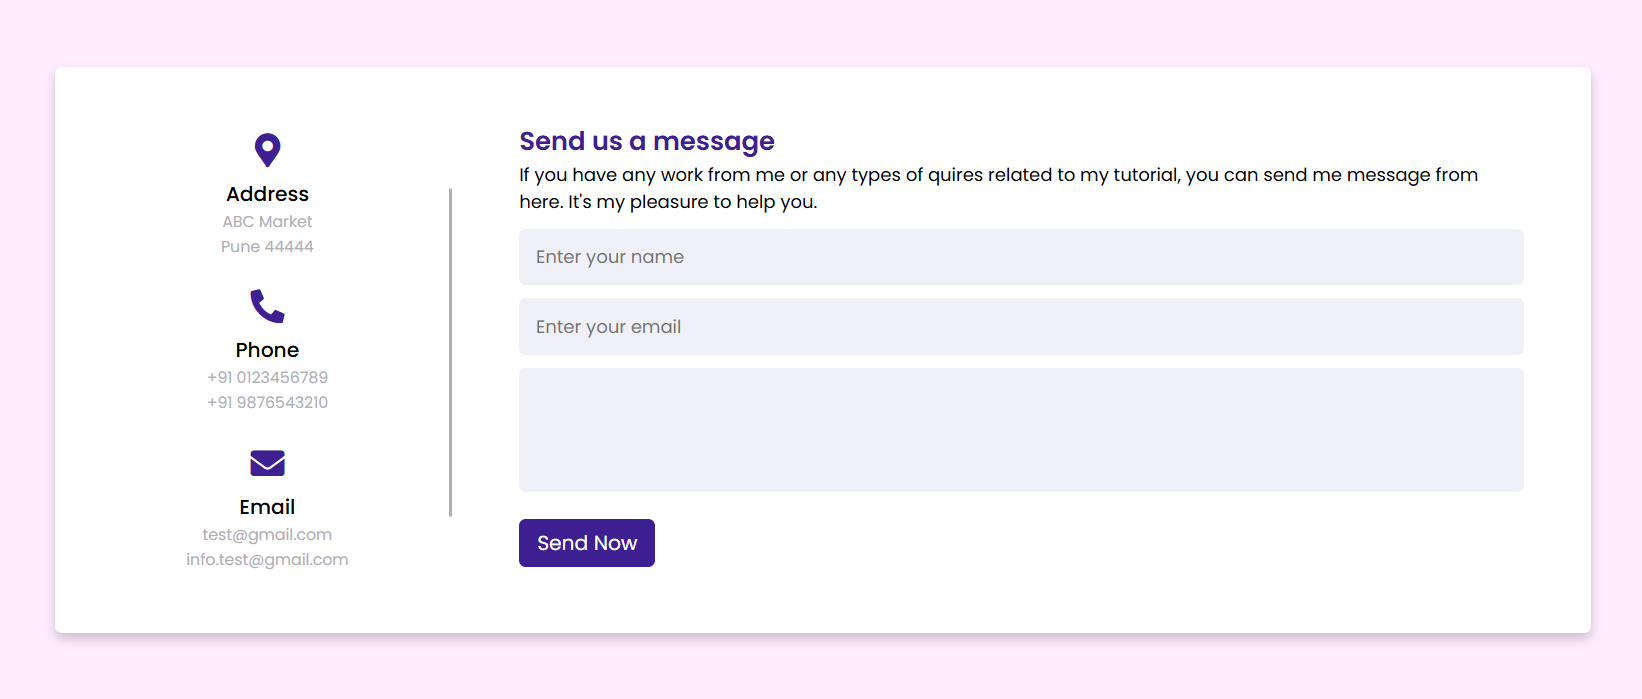 Address
ABC Market
Pune 44444
Phone
+91 0123456789
+91 9876543210
Email
test@gmail.com
info.test@gmail.com
Send us a message
If you have any work from me or any types of quires related to my tutorial, you can send me message from
here. It's my pleasure to help you.
Enter your name
Enter your email
Send Now